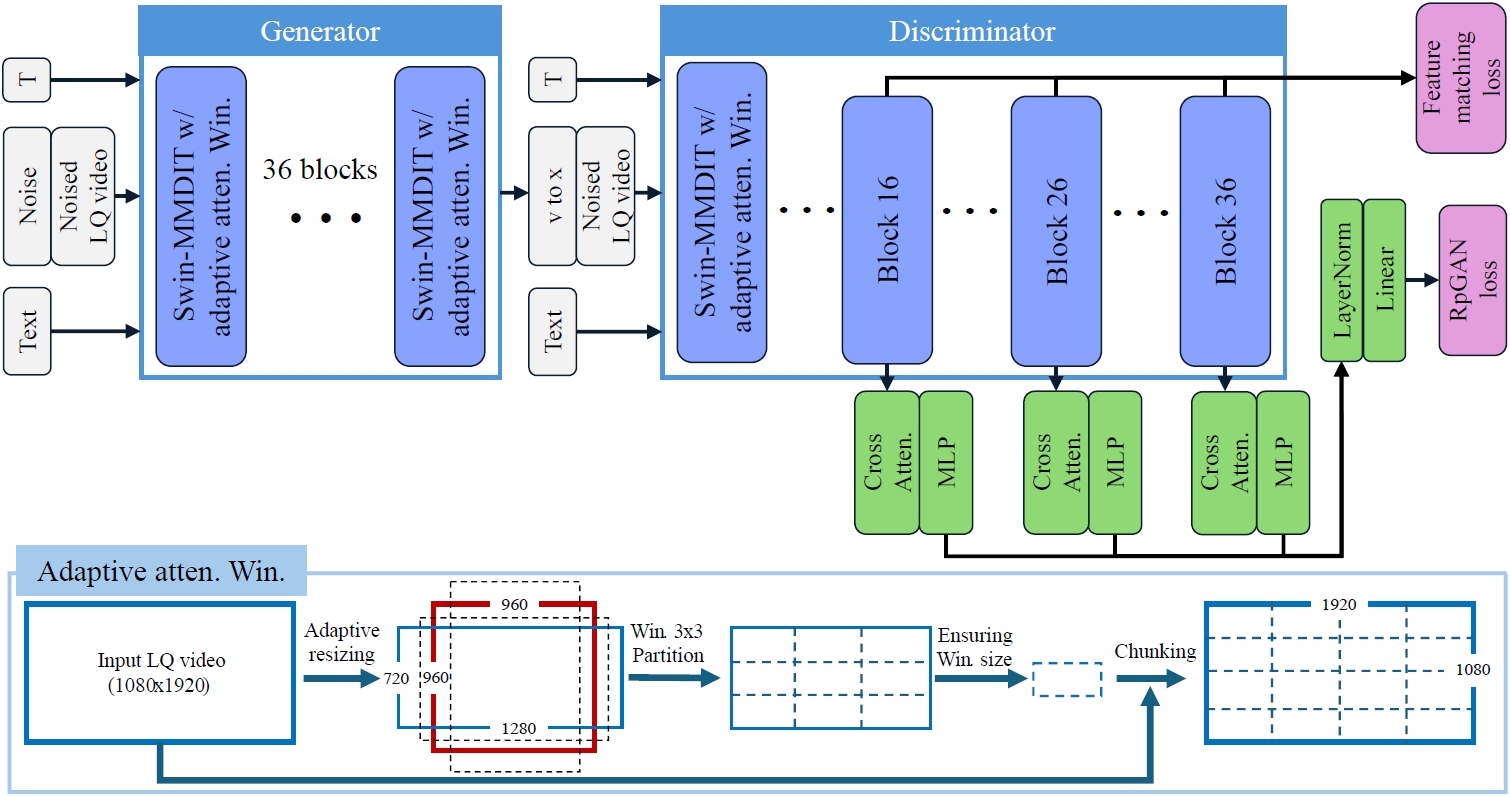 Generator
Discriminator
T
Noise
Noised
LQ video
Text
Swin-MMDIT w/
adaptive atten. Win.
36 blocks
Swin-MMDIT w/
adaptive atten. Win.
T
v to x
Noised
LQ video
Text
Swin-MMDIT w/
adaptive atten. Win.
Block 16
Block 26
Block 36
Feature
matching
loss
LayerNorm
Linear
RpGAN
loss
Cross
Atten.
MLP
Cross
Atten.
MLP
Cross
Atten.
MLP
Adaptive atten. Win.
Input LQ video
(1080x1920)
Adaptive
resizing
960
720
960
1280
Win. 3x3
Partition
Ensuring
Win. size
Chunking
1920
1080